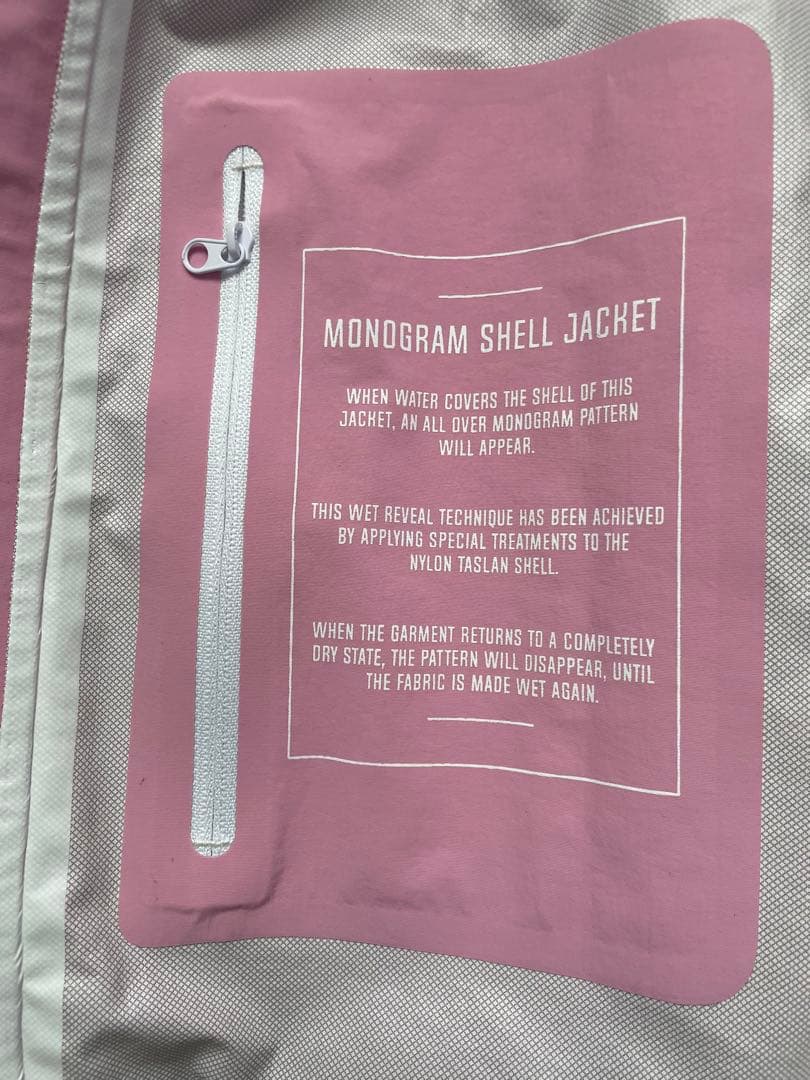 MONOGRAM SHELL JACKET
WHEN WATER COVERS THE SHELL OF THIS
JACKET, AN ALL OVER MONOGRAM PATTERN
WILL APPEAR.
THIS WET REVEAL TECHNIQUE HAS BEEN ACHIEVED
BY APPLYING SPECIAL TREATMENTS TO THE
NYLON TASLAN SHELL.
WHEN THE GARMENT RETURNS TO A COMPLETELY
DRY STATE, THE PATTERN WILL DISAPPEAR, UNTIL
THE FABRIC IS MADE WET AGAIN.